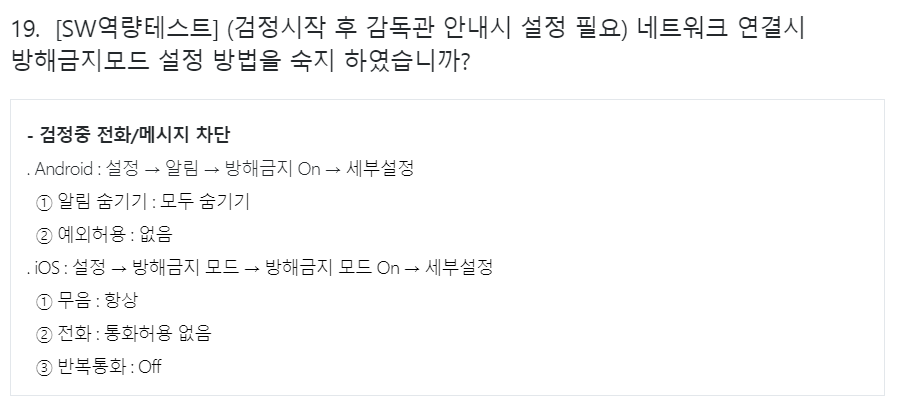 19. [SW역량테스트] (검정시작 후 감독관 안내시 설정 필요) 네트워크 연결시
방해금지모드 설정 방법을 숙지 하였습니까?
- 검정중 전화/메시지 차단
. Android : 설정 → 알림 → 방해금지 On → 세부설정
① 알림 숨기기 : 모두 숨기기
② 예외허용 : 없음
. iOS : 설정 → 방해금지 모드 → 방해금지 모드 On → 세부설정
① 무음 : 항상
② 전화 : 통화허용 없음
③ 반복통화 : Off